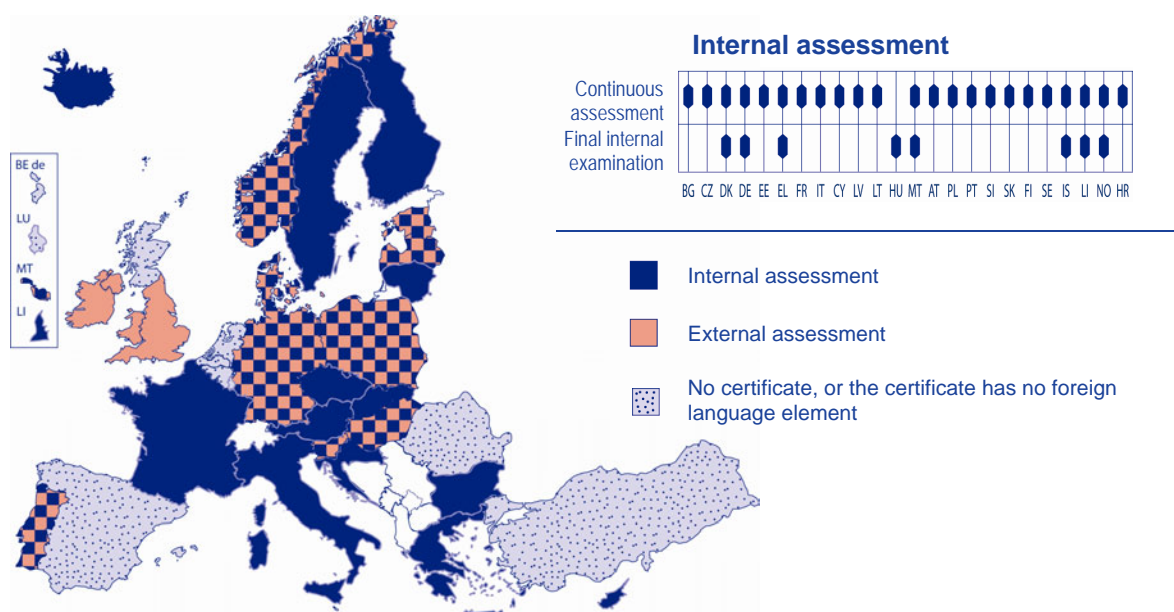 Internal assessment
Continuous
assessment
Final internal
examination
BG CZ DK DE EE EL FR IT CY LV LT HU MT AT PL PT SI SK FI SE IS LI NO HR
BE de
LU
MT
LI
Internal assessment
External assessment
No certificate, or the certificate has no foreign
language element